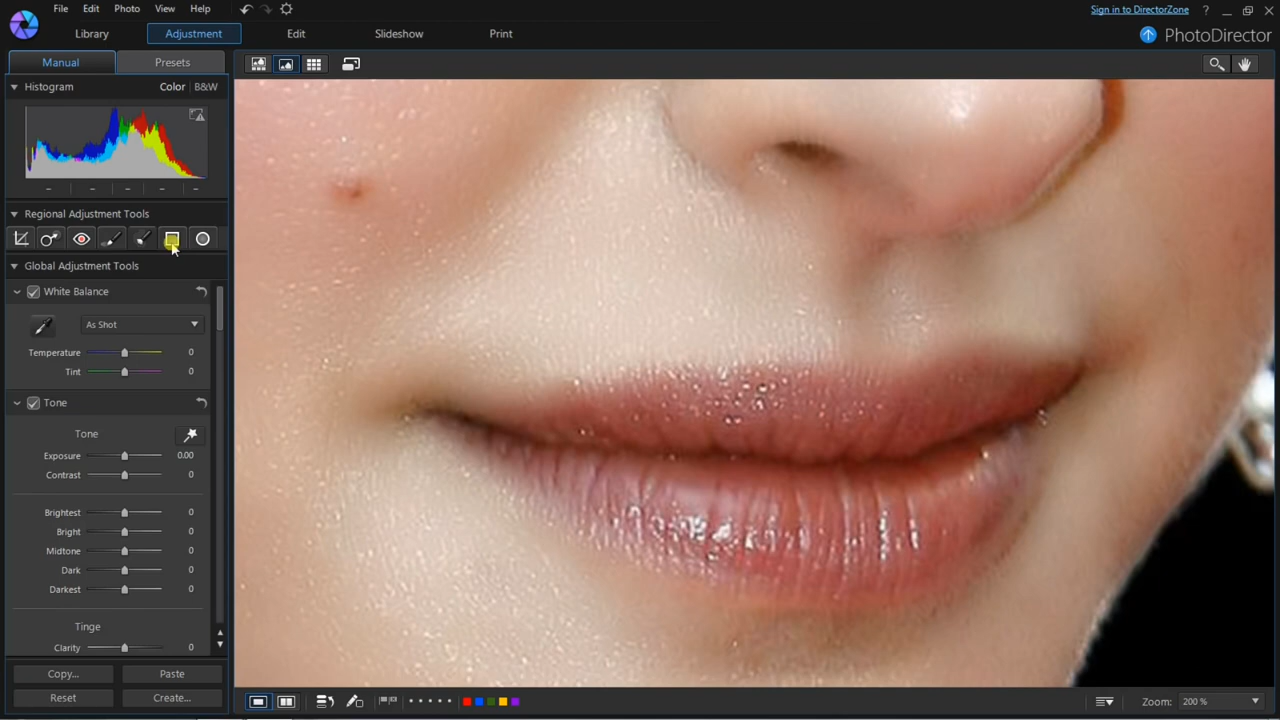 File Edit Photo View Help
Sign in to DirectorZone ?
Library Adjustment Edit Slideshow Print
PhotoDirector
Manual Presets
Histogram Color B&W
Regional Adjustment Tools
Global Adjustment Tools
White Balance
As Shot
Temperature 0
Tint 0
Tone
Tone
Exposure 0.00
Contrast 0
Brightest 0
Bright 0
Midtone 0
Dark 0
Darkest 0
Tinge
Clarity 0
Copy... Paste
Reset Create...
Zoom: 200 %